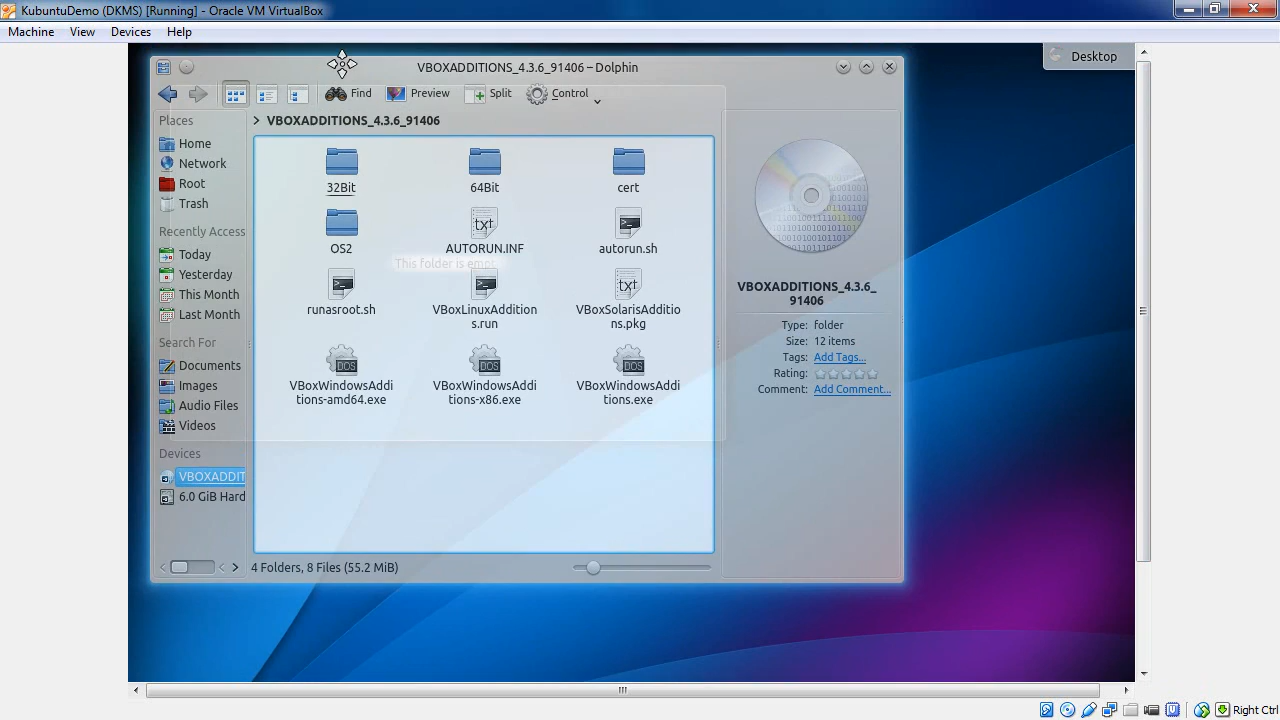 KubuntuDemo (DKMS) [Running] - Oracle VM VirtualBox
Machine View Devices Help
VBOXADDITIONS_4.3.6_91406 – Dolphin
Desktop
Find Preview Split Control
Places
> VBOXADDITIONS_4.3.6_91406
Home
Network
Root
Trash
Recently Access
Today
Yesterday
This Month
Last Month
Search For
Documents
Images
Audio Files
Videos
Devices
VBOXADDIT
6.0 GiB Hard
32Bit
64Bit
cert
OS2
AUTORUN.INF
autorun.sh
This folder is empt
runasroot.sh
VBoxLinuxAddition
s.run
VBoxSolarisAdditio
ns.pkg
VBoxWindowsAddi
tions-amd64.exe
VBoxWindowsAddi
tions-x86.exe
VBoxWindowsAddi
tions.exe
4 Folders, 8 Files (55.2 MiB)
VBOXADDITIONS_4.3.6_
91406
Type: folder
Size: 12 items
Tags: Add Tags...
Rating:
Comment: Add Comment...
Right Ctrl